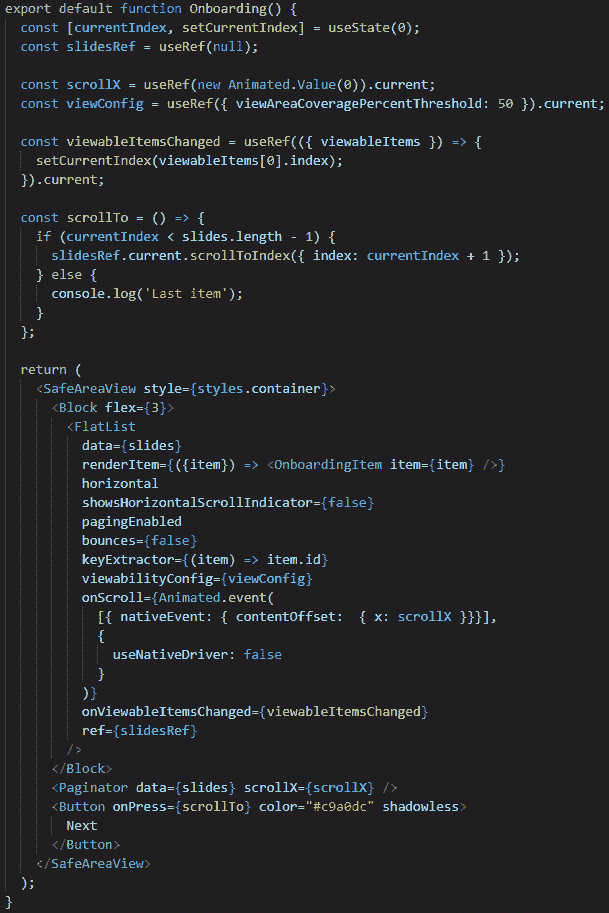 export default function Onboarding() {
  const [currentIndex, setCurrentIndex] = useState(0);
  const slidesRef = useRef(null);

  const scrollX = useRef(new Animated.Value(0)).current;
  const viewConfig = useRef({ viewAreaCoveragePercentThreshold: 50 }).current;

  const viewableItemsChanged = useRef(({ viewableItems }) => {
    setCurrentIndex(viewableItems[0].index);
  }).current;

  const scrollTo = () => {
    if (currentIndex < slides.length - 1) {
      slidesRef.current.scrollToIndex({ index: currentIndex + 1 });
    } else {
      console.log('Last item');
    }
  };

  return (
    <SafeAreaView style={styles.container}>
      <Block flex={3}>
        <FlatList
          data={slides}
          renderItem={({item}) => <OnboardingItem item={item} />}
          horizontal
          showsHorizontalScrollIndicator={false}
          pagingEnabled
          bounces={false}
          keyExtractor={(item) => item.id}
          viewabilityConfig={viewConfig}
          onScroll={Animated.event(
            [{ nativeEvent: { contentOffset:  { x: scrollX }}}],
            {
              useNativeDriver: false
            }
          )}
          onViewableItemsChanged={viewableItemsChanged}
          ref={slidesRef}
        />
      </Block>
      <Paginator data={slides} scrollX={scrollX} />
      <Button onPress={scrollTo} color="#c9a0dc" shadowless>
        Next
      </Button>
    </SafeAreaView>
  );
}